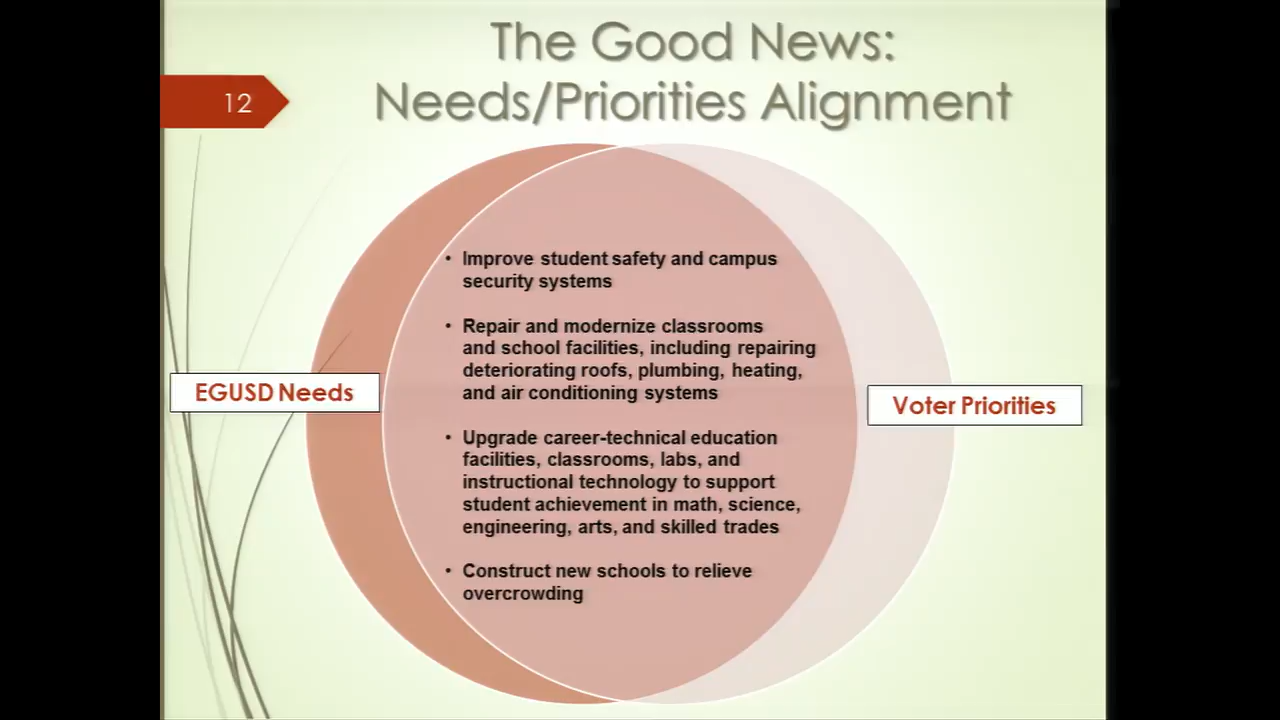 The Good News:
Needs/Priorities Alignment
12
• Improve student safety and campus
security systems
• Repair and modernize classrooms
and school facilities, including repairing
deteriorating roofs, plumbing, heating,
and air conditioning systems
• Upgrade career-technical education
facilities, classrooms, labs, and
instructional technology to support
student achievement in math, science,
engineering, arts, and skilled trades
• Construct new schools to relieve
overcrowding
EGUSD Needs
Voter Priorities